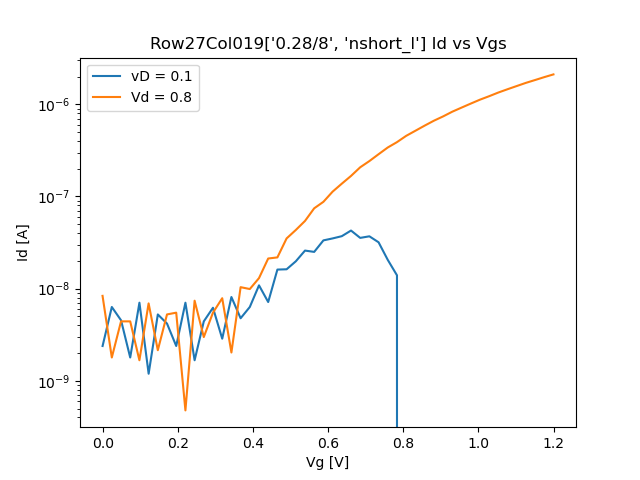 Row27Col019['0.28/8', 'nshort_l'] Id vs Vgs
vD = 0.1
Vd = 0.8
10⁻⁶
10⁻⁷
10⁻⁸
10⁻⁹
Id [A]
0.0 0.2 0.4 0.6 0.8 1.0 1.2
Vg [V]